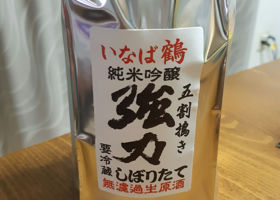 いなば鶴
純米吟醸
五割搗き
強力
要冷蔵
しぼりたて
無濾過生原酒